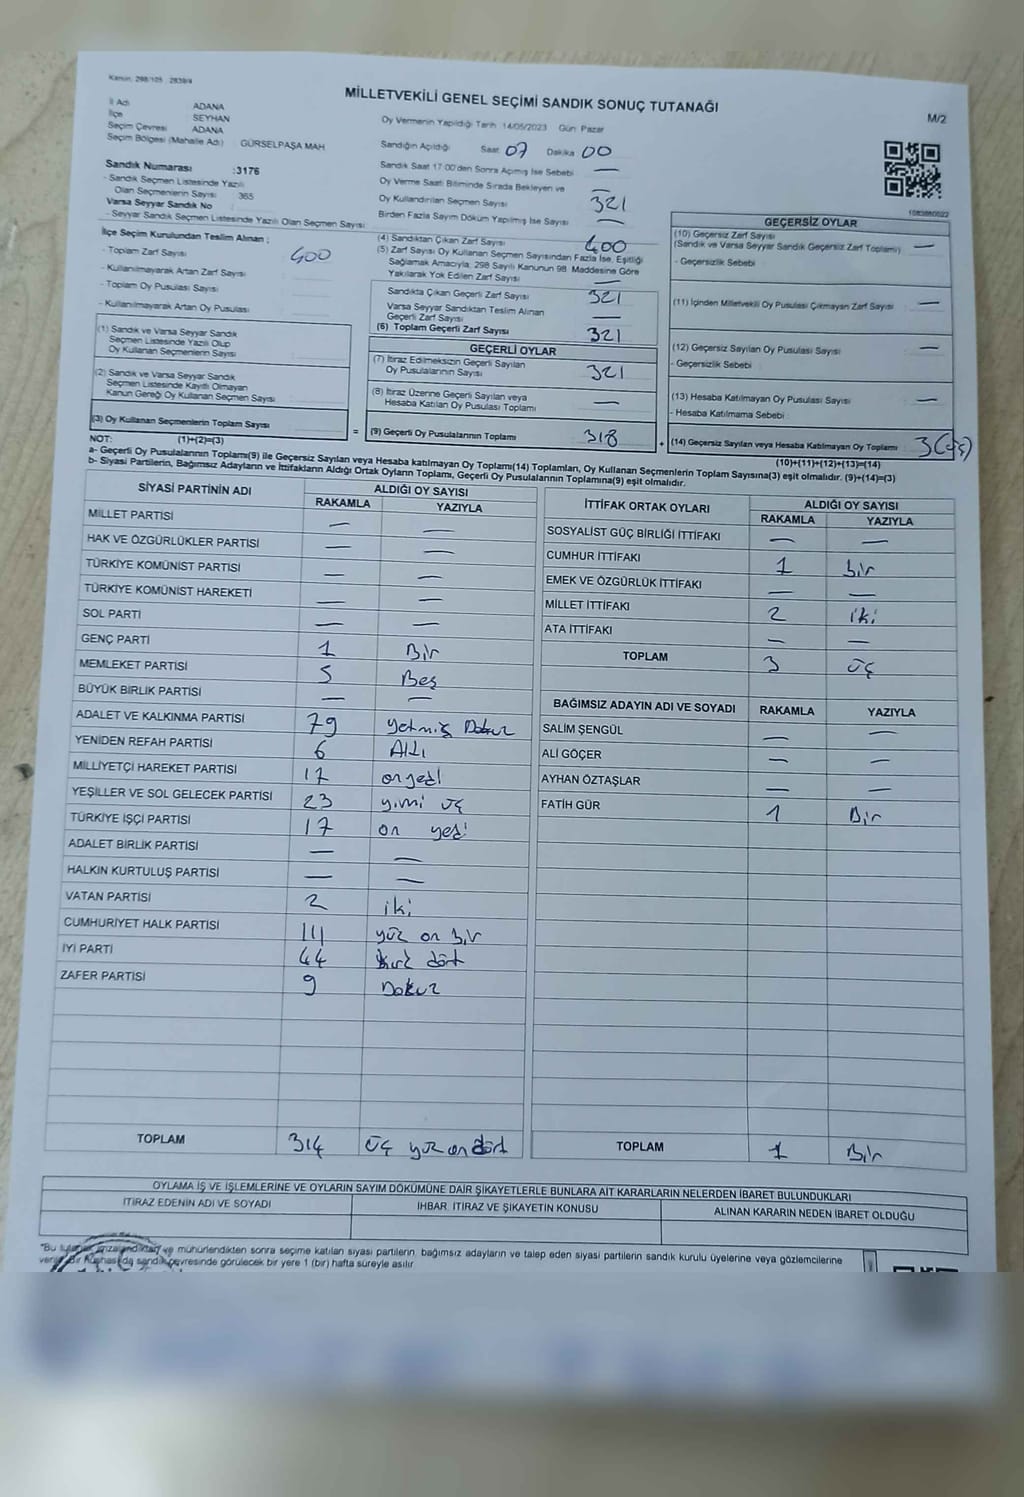 Kanun: 298/105 2839/4
MİLLETVEKİLİ GENEL SEÇİMİ SANDIK SONUÇ TUTANAĞI
M/2
İl Adı ADANA
İlçe SEYHAN
Seçim Çevresi ADANA
Seçim Bölgesi (Mahalle Adı) GÜRSELPAŞA MAH
Sandık Numarası :3176
- Sandık Seçmen Listesinde Yazılı
Olan Seçmenlerin Sayısı 365
Varsa Seyyar Sandık No
- Seyyar Sandık Seçmen Listesinde Yazılı Olan Seçmen Sayısı
İlçe Seçim Kurulundan Teslim Alınan ;
- Toplam Zarf Sayısı 400
- Kullanılmayarak Artan Zarf Sayısı
- Toplam Oy Pusulası Sayısı
- Kullanılmayarak Artan Oy Pusulası
(1) Sandık ve Varsa Seyyar Sandık
Seçmen Listesinde Yazılı Olup
Oy Kullanan Seçmenlerin Sayısı
(2) Sandık ve Varsa Seyyar Sandık
Seçmen Listesinde Kayıtlı Olmayan
Kanun Gereği Oy Kullanan Seçmen Sayısı
(3) Oy Kullanan Seçmenlerin Toplam Sayısı
(1)+(2)=(3)
Oy Vermenin Yapıldığı Tarih 14/05/2023 Gün: Pazar
Sandığın Açıldığı Saat 07 Dakika 00
Sandık Saat 17:00'den Sonra Açılmış İse Sebebi —
Oy Verme Saati Bitiminde Sırada Bekleyen ve —
Oy Kullandırılan Seçmen Sayısı 321
Birden Fazla Sayım Döküm Yapılmış İse Sayısı —
(4) Sandıktan Çıkan Zarf Sayısı 400
(5) Zarf Sayısı Oy Kullanan Seçmen Sayısından Fazla İse, Eşitliği
Sağlamak Amacıyla; 298 Sayılı Kanunun 98. Maddesine Göre
Yakılarak Yok Edilen Zarf Sayısı —
Sandıkta Çıkan Geçerli Zarf Sayısı 321
Varsa Seyyar Sandıktan Teslim Alınan
Geçerli Zarf Sayısı —
(6) Toplam Geçerli Zarf Sayısı 321
GEÇERLİ OYLAR
(7) İtiraz Edilmeksizin Geçerli Sayılan
Oy Pusulalarının Sayısı 321
(8) İtiraz Üzerine Geçerli Sayılan veya
Hesaba Katılan Oy Pusulası Toplamı —
= (9) Geçerli Oy Pusulalarının Toplamı 318 +
GEÇERSİZ OYLAR
(10) Geçersiz Zarf Sayısı
(Sandık ve Varsa Seyyar Sandık Geçersiz Zarf Toplamı) —
- Geçersizlik Sebebi
(11) İçinden Milletvekili Oy Pusulası Çıkmayan Zarf Sayısı —
(12) Geçersiz Sayılan Oy Pusulası Sayısı —
- Geçersizlik Sebebi
(13) Hesaba Katılmayan Oy Pusulası Sayısı —
- Hesaba Katılmama Sebebi
(14) Geçersiz Sayılan veya Hesaba Katılmayan Oy Toplamı 3(üç)
(10)+(11)+(12)+(13)=(14)
NOT:
a- Geçerli Oy Pusulalarının Toplamı(9) ile Geçersiz Sayılan veya Hesaba katılmayan Oy Toplamı(14) Toplamları, Oy Kullanan Seçmenlerin Toplam Sayısına(3) eşit olmalıdır. (9)+(14)=(3)
b- Siyasi Partilerin, Bağımsız Adayların ve İttifakların Aldığı Ortak Oyların Toplamı, Geçerli Oy Pusulalarının Toplamına(9) eşit olmalıdır.
SİYASİ PARTİNİN ADI ALDIĞI OY SAYISI
RAKAMLA YAZIYLA
MİLLET PARTİSİ — —
HAK VE ÖZGÜRLÜKLER PARTİSİ — —
TÜRKİYE KOMÜNİST PARTİSİ — —
TÜRKİYE KOMÜNİST HAREKETİ — —
SOL PARTİ — —
GENÇ PARTİ 1 Bir
MEMLEKET PARTİSİ 5 Beş
BÜYÜK BİRLİK PARTİSİ — —
ADALET VE KALKINMA PARTİSİ 79 yetmiş Dokuz
YENİDEN REFAH PARTİSİ 6 Altı
MİLLİYETÇİ HAREKET PARTİSİ 17 onyedi
YEŞİLLER VE SOL GELECEK PARTİSİ 23 yimi üç
TÜRKİYE İŞÇİ PARTİSİ 17 on yedi
ADALET BİRLİK PARTİSİ — —
HALKIN KURTULUŞ PARTİSİ — —
VATAN PARTİSİ 2 iki
CUMHURİYET HALK PARTİSİ 111 yüz on bir
İYİ PARTİ 44 kırk dört
ZAFER PARTİSİ 9 Dokuz
TOPLAM 314 üç yüz on dört
İTTİFAK ORTAK OYLARI ALDIĞI OY SAYISI
RAKAMLA YAZIYLA
SOSYALİST GÜÇ BİRLİĞİ İTTİFAKI — —
CUMHUR İTTİFAKI 1 bir
EMEK VE ÖZGÜRLÜK İTTİFAKI — —
MİLLET İTTİFAKI 2 iki
ATA İTTİFAKI — —
TOPLAM 3 üç
BAĞIMSIZ ADAYIN ADI VE SOYADI RAKAMLA YAZIYLA
SALİM ŞENGÜL — —
ALİ GÖÇER — —
AYHAN ÖZTAŞLAR — —
FATİH GÜR 1 Bir
TOPLAM 1 Bir
OYLAMA İŞ VE İŞLEMLERİNE VE OYLARIN SAYIM DÖKÜMÜNE DAİR ŞİKAYETLERLE BUNLARA AİT KARARLARIN NELERDEN İBARET BULUNDUKLARI
İTİRAZ EDENİN ADI VE SOYADI İHBAR, İTİRAZ VE ŞİKAYETİN KONUSU ALINAN KARARIN NEDEN İBARET OLDUĞU
"Bu tutanak imzalandıktan ve mühürlendikten sonra seçime katılan siyasi partilerin, bağımsız adayların ve talep eden siyasi partilerin sandık kurulu üyelerine veya gözlemcilerine
verilir. Bir nüshası da sandık çevresinde görülecek bir yere 1 (bir) hafta süreyle asılır.